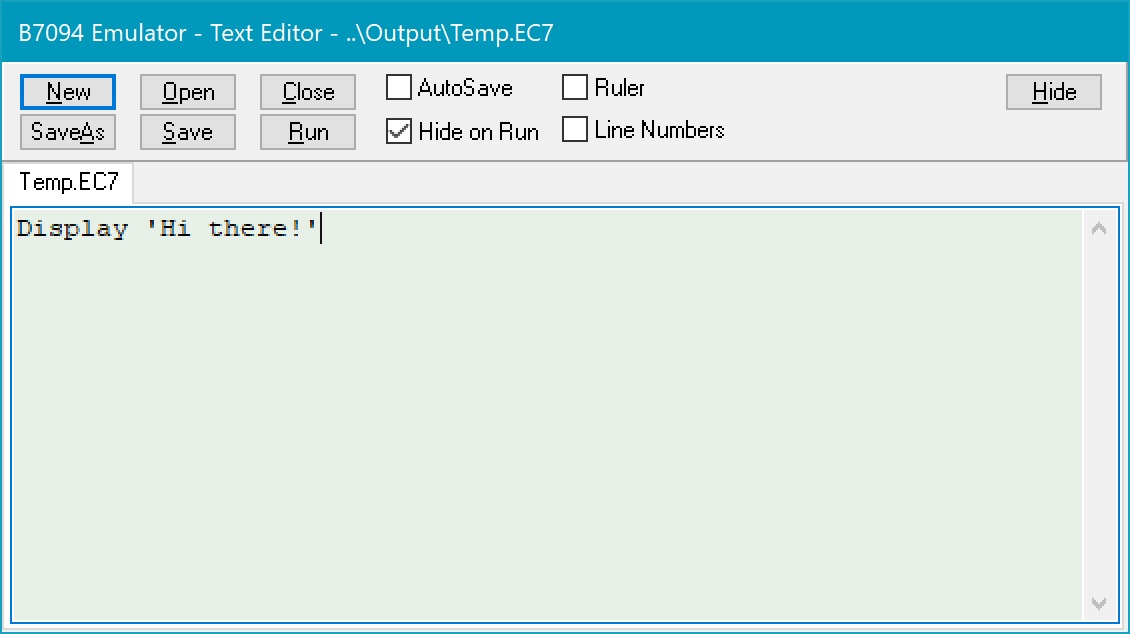 B7094 Emulator - Text Editor - ..\Output\Temp.EC7
New Open Close AutoSave Ruler Hide
SaveAs Save Run Hide on Run Line Numbers
Temp.EC7
Display 'Hi there!'